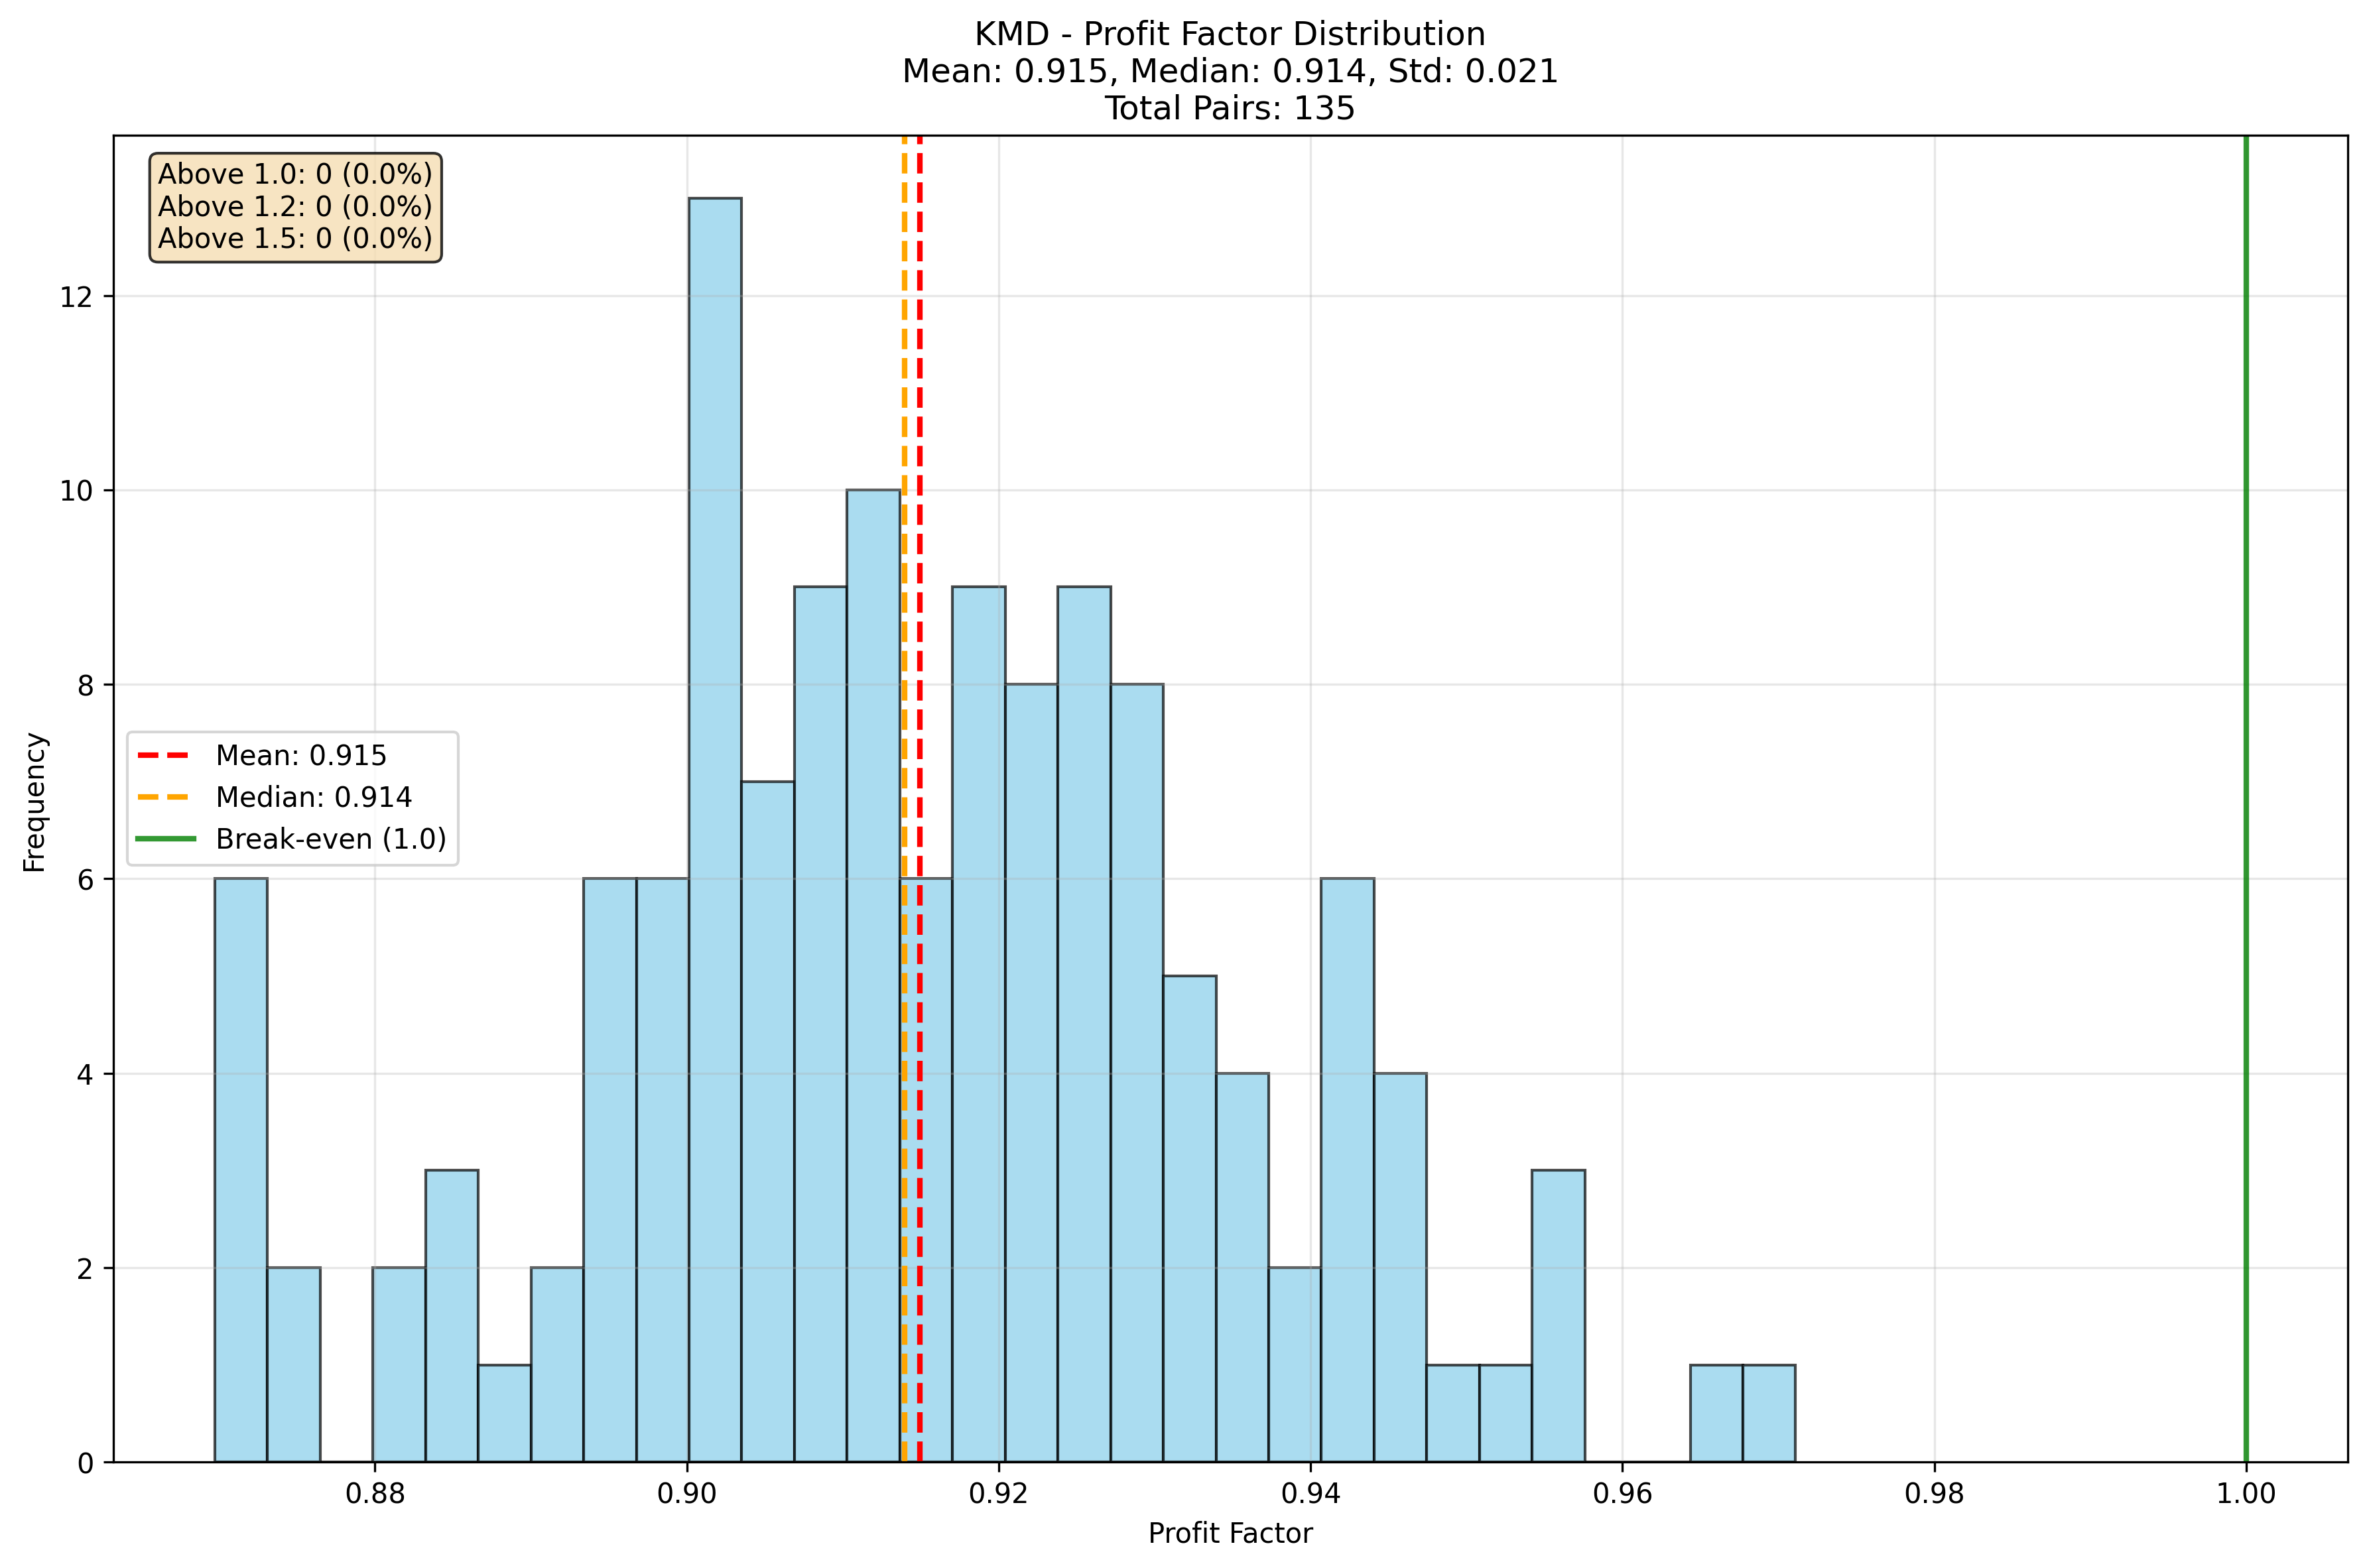 KMD - Profit Factor Distribution
Mean: 0.915, Median: 0.914, Std: 0.021
Total Pairs: 135
Above 1.0: 0 (0.0%)
Above 1.2: 0 (0.0%)
Above 1.5: 0 (0.0%)
12
10
8
6
4
2
0
Frequency
Mean: 0.915
Median: 0.914
Break-even (1.0)
0.88 0.90 0.92 0.94 0.96 0.98 1.00
Profit Factor